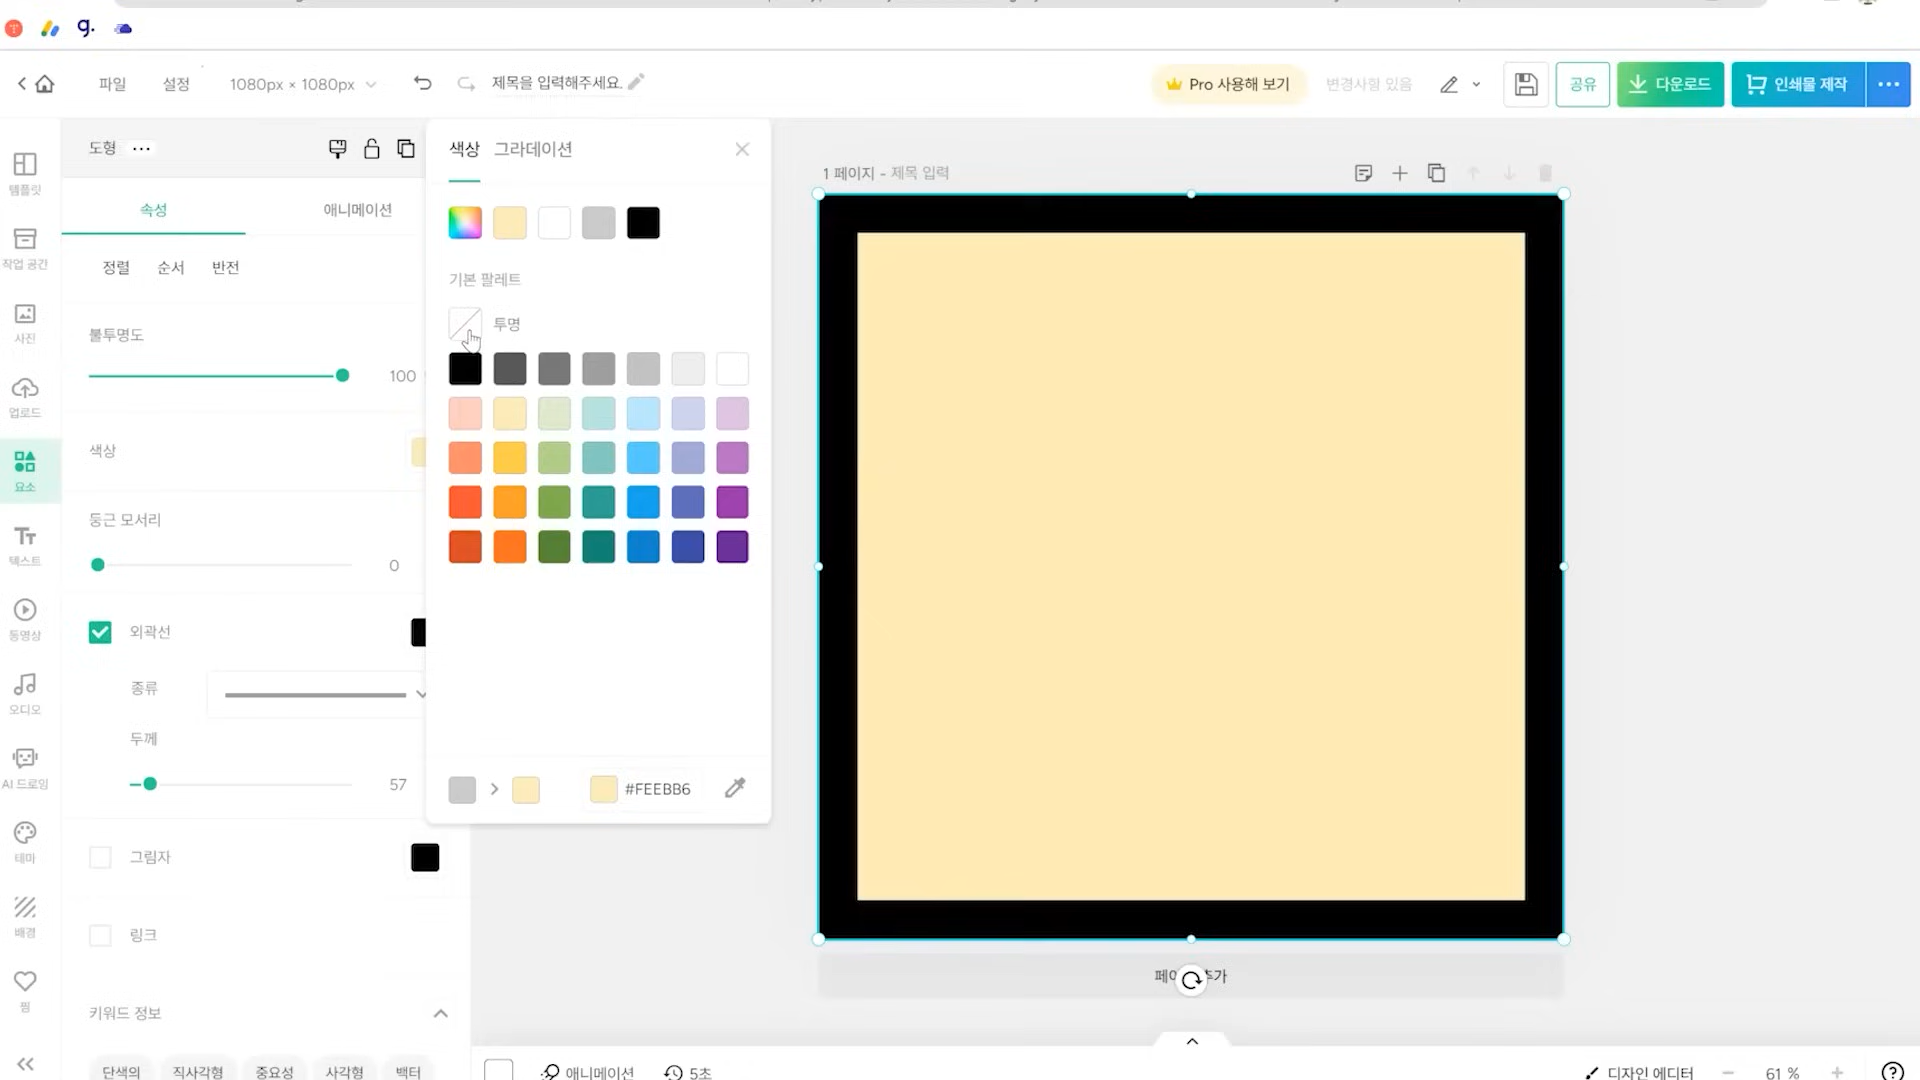 g.
파일
설정
1080px × 1080px
제목을 입력해주세요.
Pro 사용해 보기
변경사항 있음
공유
다운로드
인쇄물 제작
템플릿
작업 공간
사진
업로드
요소
텍스트
동영상
오디오
AI 드로잉
테마
배경
찜
도형
속성
애니메이션
정렬
순서
반전
불투명도
100
색상
둥근 모서리
0
외곽선
종류
두께
57
그림자
링크
키워드 정보
단색의
직사각형
중요성
사각형
백터
색상
그라데이션
기본 팔레트
투명
#FEEBB6
1 페이지 - 제목 입력
애니메이션
5초
디자인 에디터
61 %